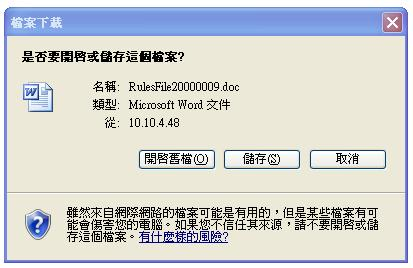 檔案下載
是否要開啓或儲存這個檔案?
名稱: RulesFile20000009.doc
類型: Microsoft Word 文件
從: 10.10.4.48
開啓舊檔(O)
儲存(S)
取消
雖然來自網際網路的檔案可能是有用的，但是某些檔案有可
能會傷害您的電腦。如果您不信任其來源，請不要開啓或儲
存這個檔案。有什麼樣的風險?